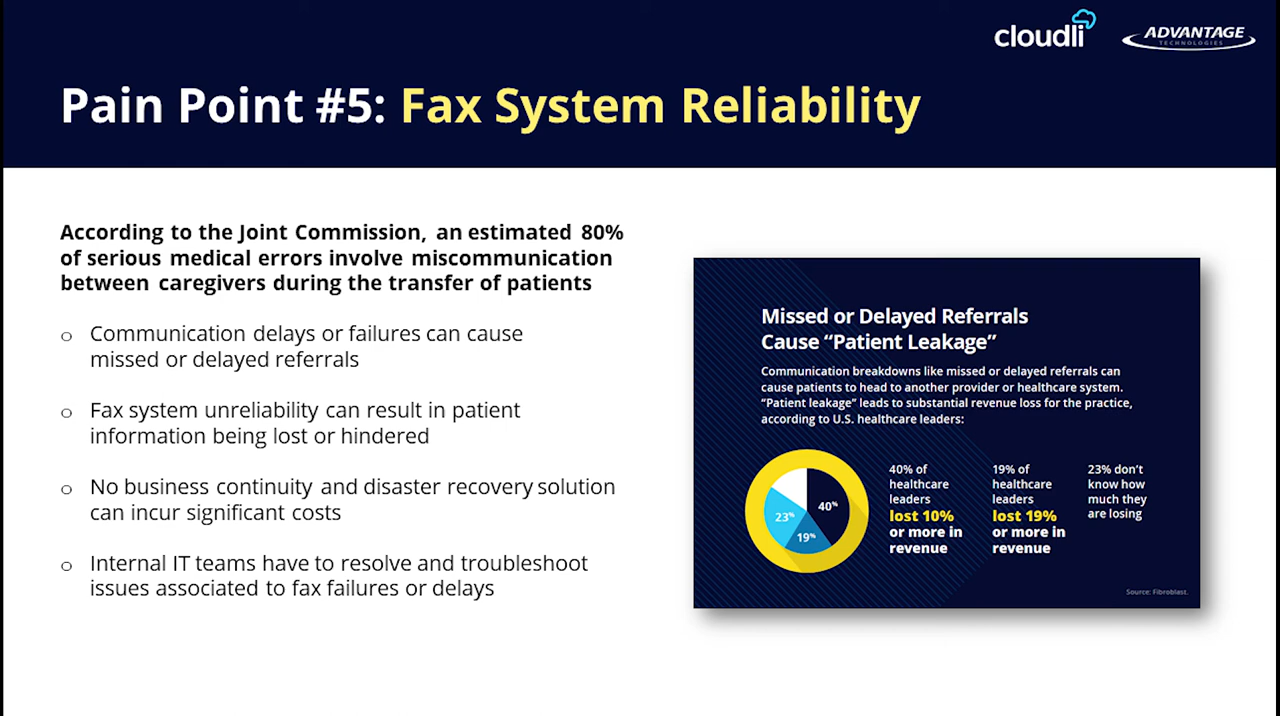 cloudli
ADVANTAGE
TECHNOLOGIES
Pain Point #5: Fax System Reliability
According to the Joint Commission, an estimated 80%
of serious medical errors involve miscommunication
between caregivers during the transfer of patients
o Communication delays or failures can cause
missed or delayed referrals
o Fax system unreliability can result in patient
information being lost or hindered
o No business continuity and disaster recovery solution
can incur significant costs
o Internal IT teams have to resolve and troubleshoot
issues associated to fax failures or delays
Missed or Delayed Referrals
Cause “Patient Leakage”
Communication breakdowns like missed or delayed referrals can
cause patients to head to another provider or healthcare system.
“Patient leakage” leads to substantial revenue loss for the practice,
according to U.S. healthcare leaders:
40%
23%
19%
40% of
healthcare
leaders
lost 10%
or more in
revenue
19% of
healthcare
leaders
lost 19%
or more in
revenue
23% don’t
know how
much they
are losing
Source: Fibroblast.